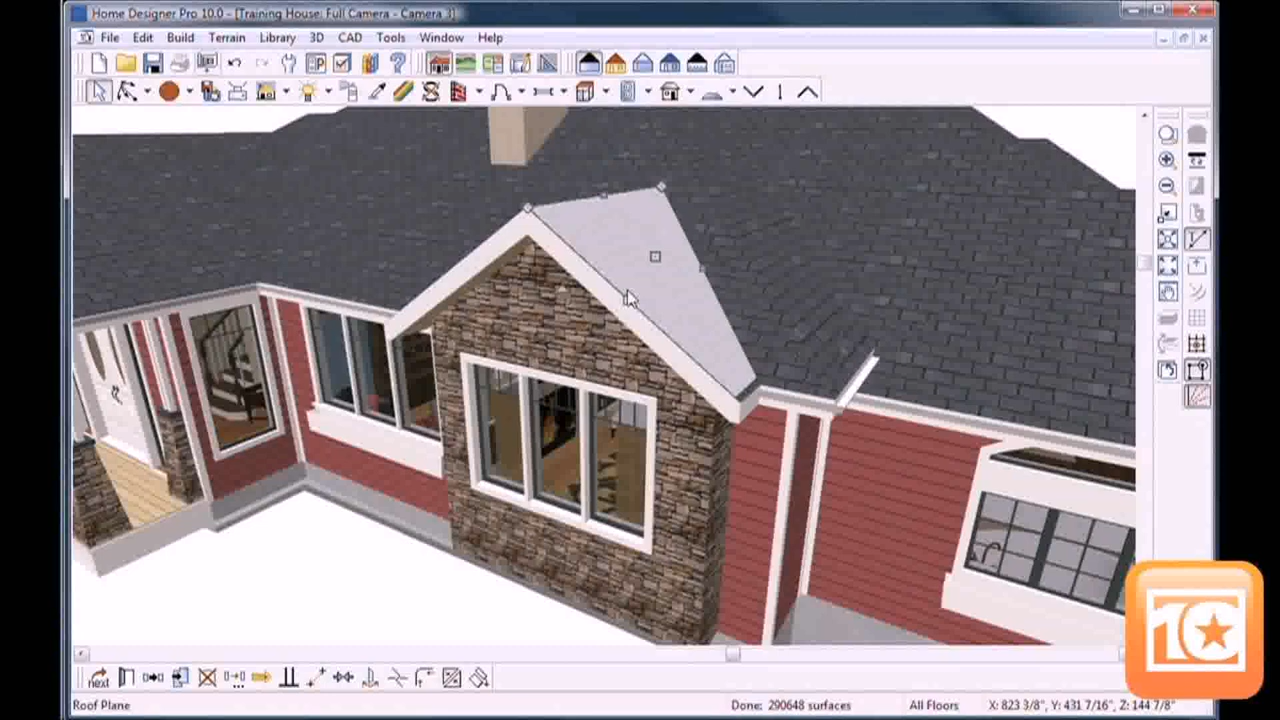 Home Designer Pro 10.0 - [Training House: Full Camera - Camera 3]
File Edit Build Terrain Library 3D CAD Tools Window Help
next
Roof Plane Done: 290648 surfaces All Floors X: 823 3/8", Y: 431 7/16", Z: 144 7/8"